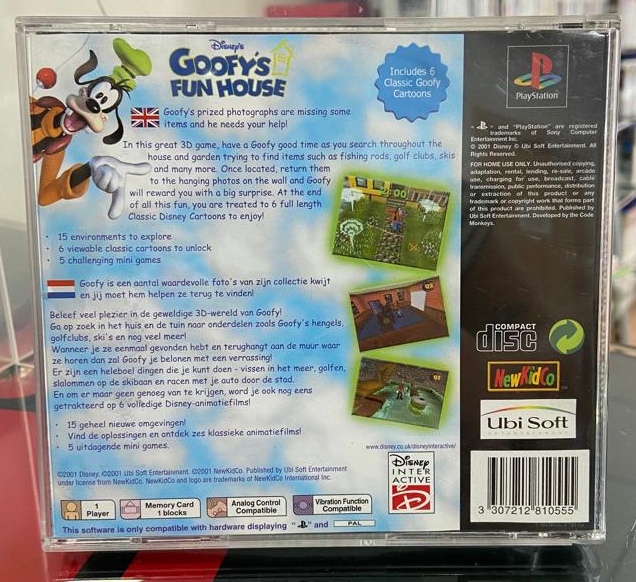 Disney's
GOOFY'S
FUN HOUSE
Includes 6
Classic Goofy
Cartoons
PlayStation
Goofy's prized photographs are missing some
items and he needs your help!
In this great 3D game, have a Goofy good time as you search throughout the
house and garden trying to find items such as fishing rods, golf clubs, skis
and many more. Once located, return them
to the hanging photos on the wall and Goofy
will reward you with a big surprise. At the end
of all this fun, you are treated to 6 full length
Classic Disney Cartoons to enjoy!
· 15 environments to explore
· 6 viewable cartoons to unlock
· 5 challenging mini games
Goofy is een aantal waardevolle foto's van zijn collectie kwijt
en jij moet hem helpen ze terug te vinden!
Beleef veel plezier in de geweldige 3D-wereld van Goofy!
Ga op zoek in het huis en de tuin naar onderdelen zoals Goofy's hengels,
golfclubs, ski's en nog veel meer!
Wanneer je ze eenmaal gevonden hebt en terughangt aan de muur waar
ze horen dan zal Goofy je belonen met een verrassing!
Er zijn een heleboel dingen die je kunt doen - vissen in het meer, golfen,
slalommen op de skibaan en racen met je auto door de stad.
En om er maar geen genoeg van te krijgen, word je ook nog eens
getrakteerd op 6 volledige Disney-animatiefilms!
· 15 geheel nieuwe omgevingen!
· Vind de oplossingen en ontdek zes klassieke animatiefilms!
· 5 uitdagende mini games.
www.disney.co.uk/disneyinteractive/
©2001 Disney. ©2001 Ubi Soft Entertainment. ©2001 NewKidCo. Published by Ubi Soft Entertainment
under license from NewKidCo. NewKidCo and logo are trademarks of NewKidCo International Inc.
1
Player
Memory Card
1 blocks
Analog Control
Compatible
Vibration Function
Compatible
This software is only compatible with hardware displaying " " and PAL
Disney
INTER
ACTIVE
" " and "PlayStation" are registered
trademarks of Sony Computer
Entertainment Inc.
© 2001 Disney © Ubi Soft Entertainment. All
Rights Reserved.
FOR HOME USE ONLY. Unauthorised copying,
adaptation, rental, lending, re-sale, arcade
use, charging for use, broadcast, cable
transmission, public performance, distribution
or extraction of this product or any
trademark or copyright work that forms part
of this product are prohibited. Published by
Ubi Soft Entertainment. Developed by the Code
Monkeys.
COMPACT
disc
NewKidCo
Ubi Soft
ENTERTAINMENT
3 307212 810555